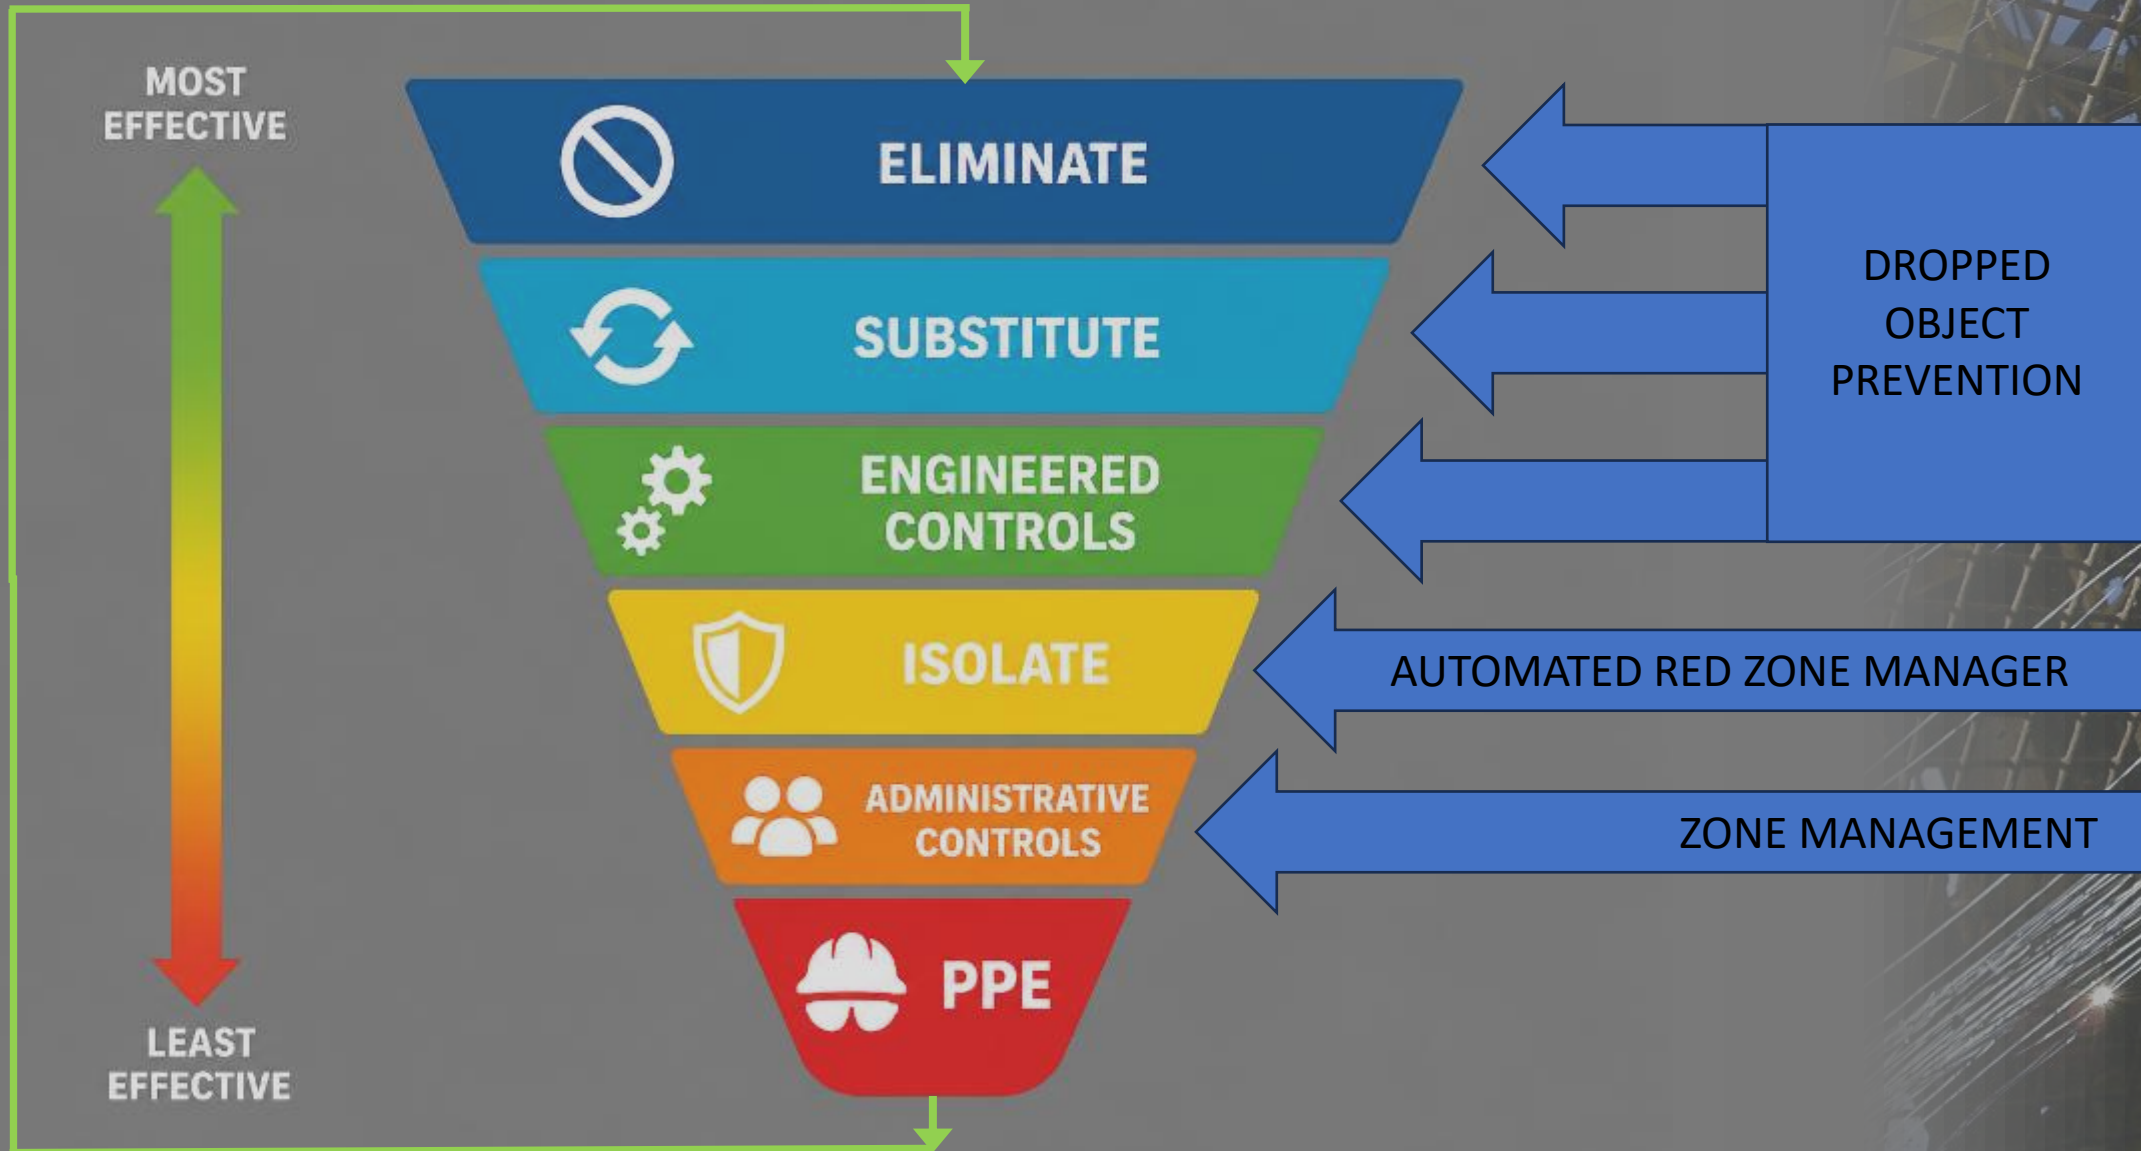 MOST
EFFECTIVE
ELIMINATE
SUBSTITUTE
ENGINEERED
CONTROLS
ISOLATE
ADMINISTRATIVE
CONTROLS
PPE
LEAST
EFFECTIVE
DROPPED
OBJECT
PREVENTION
AUTOMATED RED ZONE MANAGER
ZONE MANAGEMENT